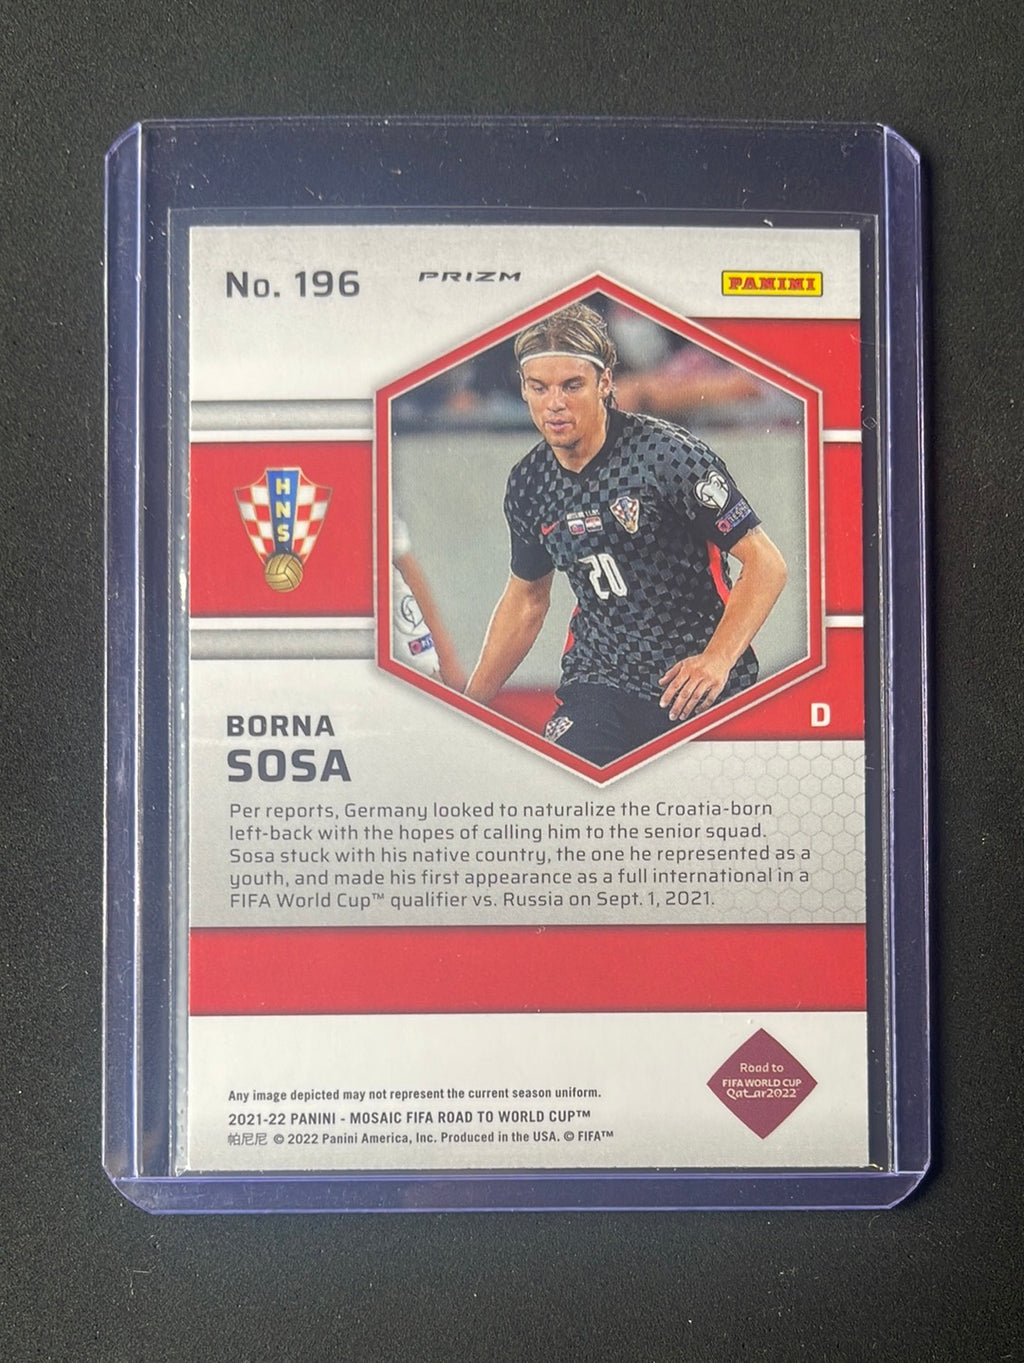 No. 196
PRIZM
PANINI
HNS
20
D
BORNA
SOSA
Per reports, Germany looked to naturalize the Croatia-born
left-back with the hopes of calling him to the senior squad.
Sosa stuck with his native country, the one he represented as a
youth, and made his first appearance as a full international in a
FIFA World Cup™ qualifier vs. Russia on Sept. 1, 2021.
Road to
FIFA WORLD CUP
Qatar2022
Any image depicted may not represent the current season uniform.
2021-22 PANINI - MOSAIC FIFA ROAD TO WORLD CUP™
帕尼尼 © 2022 Panini America, Inc. Produced in the USA. © FIFA™